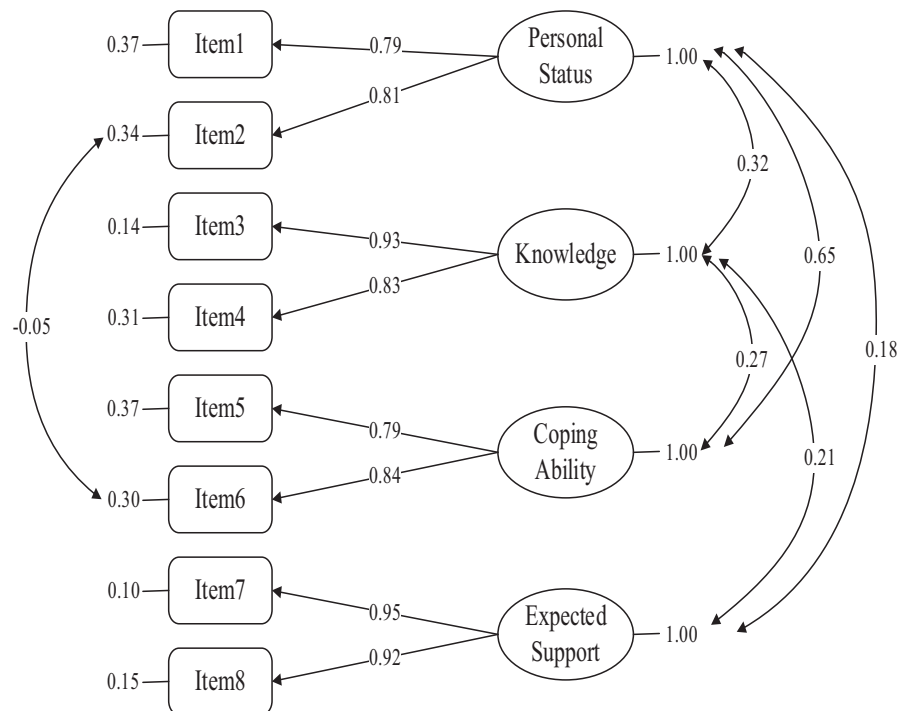 0.37
Item1
0.79
Personal
Status
1.00
0.81
0.34
Item2
0.32
0.14
Item3
0.93
Knowledge
1.00
0.65
0.83
0.31
Item4
-0.05
0.18
0.27
0.37
Item5
0.79
Coping
Ability
1.00
0.21
0.84
0.30
Item6
0.10
Item7
0.95
Expected
Support
1.00
0.92
0.15
Item8